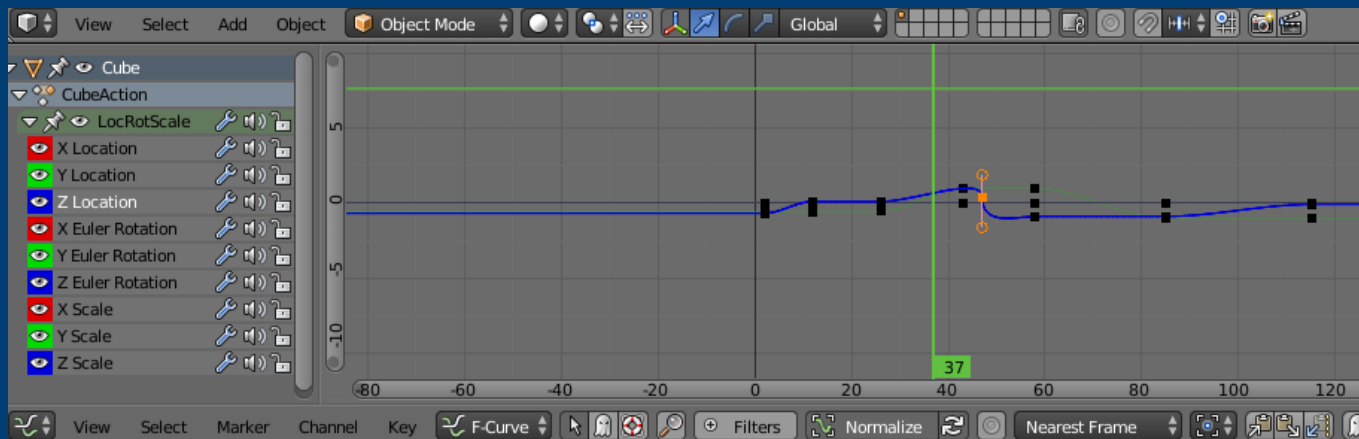 View Select Add Object Object Mode Global
Cube
CubeAction
LocRotScale
X Location
Y Location
Z Location
X Euler Rotation
Y Euler Rotation
Z Euler Rotation
X Scale
Y Scale
Z Scale
5
0
-5
-10
37
-80 -60 -40 -20 0 20 40 60 80 100 120
View Select Marker Channel Key F-Curve Filters Normalize Nearest Frame